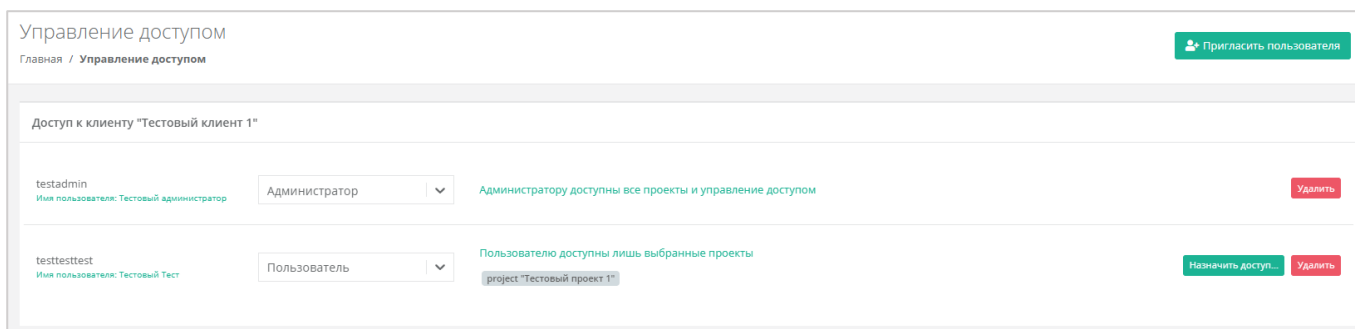 Управление доступом
Пригласить пользователя
Главная / Управление доступом
Доступ к клиенту "Тестовый клиент 1"
testadmin
Имя пользователя: Тестовый администратор
Администратор
Администратору доступны все проекты и управление доступом
Удалить
testtesttest
Имя пользователя: Тестовый Тест
Пользователь
Пользователю доступны лишь выбранные проекты
project "Тестовый проект 1"
Назначить доступ...
Удалить